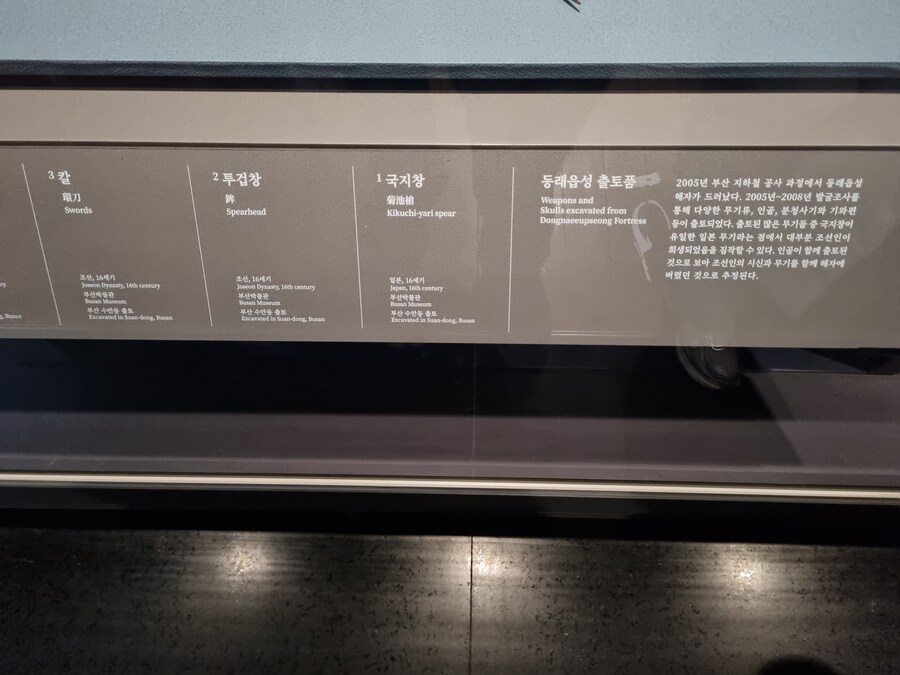 3 칼
環刀
Swords
조선, 16세기
Joseon Dynasty, 16th century
부산박물관
Busan Museum
부산 수안동 출토
Excavated in Suan-dong, Busan
2 투겁창
鉾
Spearhead
조선, 16세기
Joseon Dynasty, 16th century
부산박물관
Busan Museum
부산 수안동 출토
Excavated in Suan-dong, Busan
1 국지창
菊池槍
Kikuchi-yari spear
일본, 16세기
Japan, 16th century
부산박물관
Busan Museum
부산 수안동 출토
Excavated in Suan-dong, Busan
동래읍성 출토품
Weapons and
Skulls excavated from
Dongnaeeupseong Fortress
2005년 부산 지하철 공사 과정에서 동래읍성
해자가 드러났다. 2005년~2008년 발굴조사를
통해 다양한 무기류, 인골, 분청사기와 기와편
등이 출토되었다. 출토된 많은 무기들 중 국지창이
유일한 일본 무기라는 점에서 대부분 조선인이
희생되었음을 짐작할 수 있다. 인골이 함께 출토된
것으로 보아 조선인의 시신과 무기를 함께 해자에
버렸던 것으로 추정된다.